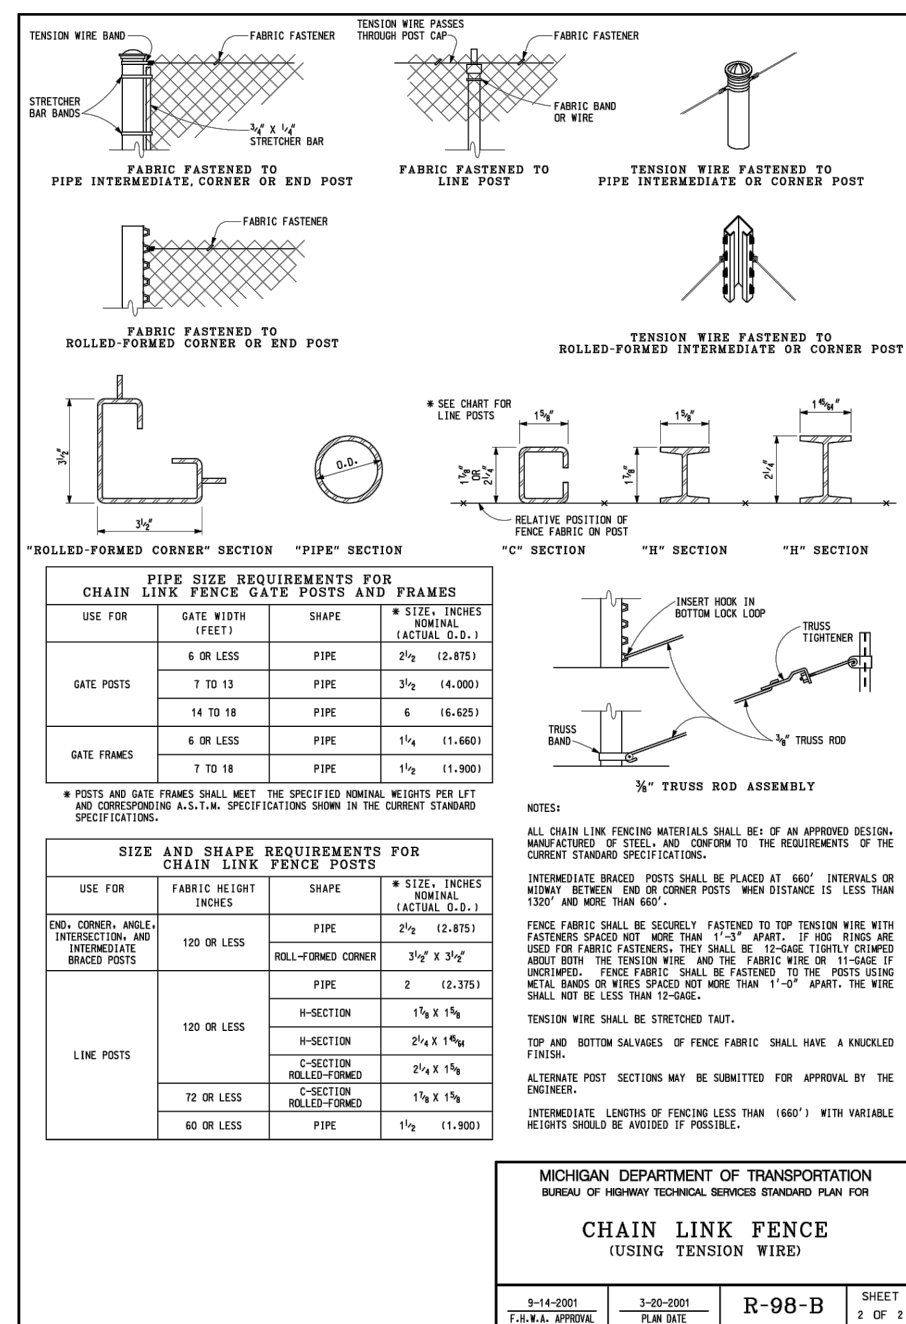 TENSION WIRE BAND
FABRIC FASTENER
STRETCHER
BAR BANDS
3/4" X 1/4"
STRETCHER BAR
FABRIC FASTENED TO
PIPE INTERMEDIATE, CORNER OR END POST
TENSION WIRE PASSES
THROUGH POST CAP
FABRIC FASTENER
FABRIC BAND
OR WIRE
FABRIC FASTENED TO
LINE POST
TENSION WIRE FASTENED TO
PIPE INTERMEDIATE OR CORNER POST
FABRIC FASTENER
FABRIC FASTENED TO
ROLLED-FORMED CORNER OR END POST
TENSION WIRE FASTENED TO
ROLLED-FORMED INTERMEDIATE OR CORNER POST
3 1/2"
3 1/2"
"ROLLED-FORMED CORNER" SECTION
O.D.
"PIPE" SECTION
* SEE CHART FOR
LINE POSTS
1 5/8"
1 7/8"
OR
2 1/4"
RELATIVE POSITION OF
FENCE FABRIC ON POST
"C" SECTION
1 5/8"
1 7/8"
"H" SECTION
1 45/64"
2 1/4"
"H" SECTION
PIPE SIZE REQUIREMENTS FOR
CHAIN LINK FENCE GATE POSTS AND FRAMES
USE FOR
GATE WIDTH
(FEET)
SHAPE
* SIZE, INCHES
NOMINAL
(ACTUAL O.D.)
GATE POSTS
6 OR LESS PIPE 2 1/2 (2.875)
7 TO 13 PIPE 3 1/2 (4.000)
14 TO 18 PIPE 6 (6.625)
GATE FRAMES
6 OR LESS PIPE 1 1/4 (1.660)
7 TO 18 PIPE 1 1/2 (1.900)
* POSTS AND GATE FRAMES SHALL MEET THE SPECIFIED NOMINAL WEIGHTS PER LFT
AND CORRESPONDING A.S.T.M. SPECIFICATIONS SHOWN IN THE CURRENT STANDARD
SPECIFICATIONS.
SIZE AND SHAPE REQUIREMENTS FOR
CHAIN LINK FENCE POSTS
USE FOR
FABRIC HEIGHT
INCHES
SHAPE
* SIZE, INCHES
NOMINAL
(ACTUAL O.D.)
END, CORNER, ANGLE,
INTERSECTION, AND
INTERMEDIATE
BRACED POSTS
120 OR LESS
PIPE 2 1/2 (2.875)
ROLL-FORMED CORNER 3 1/2" X 3 1/2"
LINE POSTS
120 OR LESS
PIPE 2 (2.375)
H-SECTION 1 7/8 X 1 5/8
H-SECTION 2 1/4 X 1 45/64
C-SECTION
ROLLED-FORMED
2 1/4 X 1 5/8
72 OR LESS
C-SECTION
ROLLED-FORMED
1 7/8 X 1 5/8
60 OR LESS PIPE 1 1/2 (1.900)
INSERT HOOK IN
BOTTOM LOCK LOOP
TRUSS
TIGHTENER
TRUSS
BAND
3/8" TRUSS ROD
3/8" TRUSS ROD ASSEMBLY
NOTES:
ALL CHAIN LINK FENCING MATERIALS SHALL BE: OF AN APPROVED DESIGN,
MANUFACTURED OF STEEL, AND CONFORM TO THE REQUIREMENTS OF THE
CURRENT STANDARD SPECIFICATIONS.
INTERMEDIATE BRACED POSTS SHALL BE PLACED AT 660' INTERVALS OR
MIDWAY BETWEEN END OR CORNER POSTS WHEN DISTANCE IS LESS THAN
1320' AND MORE THAN 660'.
FENCE FABRIC SHALL BE SECURELY FASTENED TO TOP TENSION WIRE WITH
FASTENERS SPACED NOT MORE THAN 1'-3" APART. IF HOG RINGS ARE
USED FOR FABRIC FASTENERS, THEY SHALL BE 12-GAGE TIGHTLY CRIMPED
ABOUT BOTH THE TENSION WIRE AND THE FABRIC WIRE OR 11-GAGE IF
UNCRIMPED. FENCE FABRIC SHALL BE FASTENED TO THE POSTS USING
METAL BANDS OR WIRES SPACED NOT MORE THAN 1'-0" APART. THE WIRE
SHALL NOT BE LESS THAN 12-GAGE.
TENSION WIRE SHALL BE STRETCHED TAUT.
TOP AND BOTTOM SALVAGES OF FENCE FABRIC SHALL HAVE A KNUCKLED
FINISH.
ALTERNATE POST SECTIONS MAY BE SUBMITTED FOR APPROVAL BY THE
ENGINEER.
INTERMEDIATE LENGTHS OF FENCING LESS THAN (660') WITH VARIABLE
HEIGHTS SHOULD BE AVOIDED IF POSSIBLE.
MICHIGAN DEPARTMENT OF TRANSPORTATION
BUREAU OF HIGHWAY TECHNICAL SERVICES STANDARD PLAN FOR
CHAIN LINK FENCE
(USING TENSION WIRE)
9-14-2001
F.H.W.A. APPROVAL
3-20-2001
PLAN DATE
R-98-B
SHEET
2 OF 2